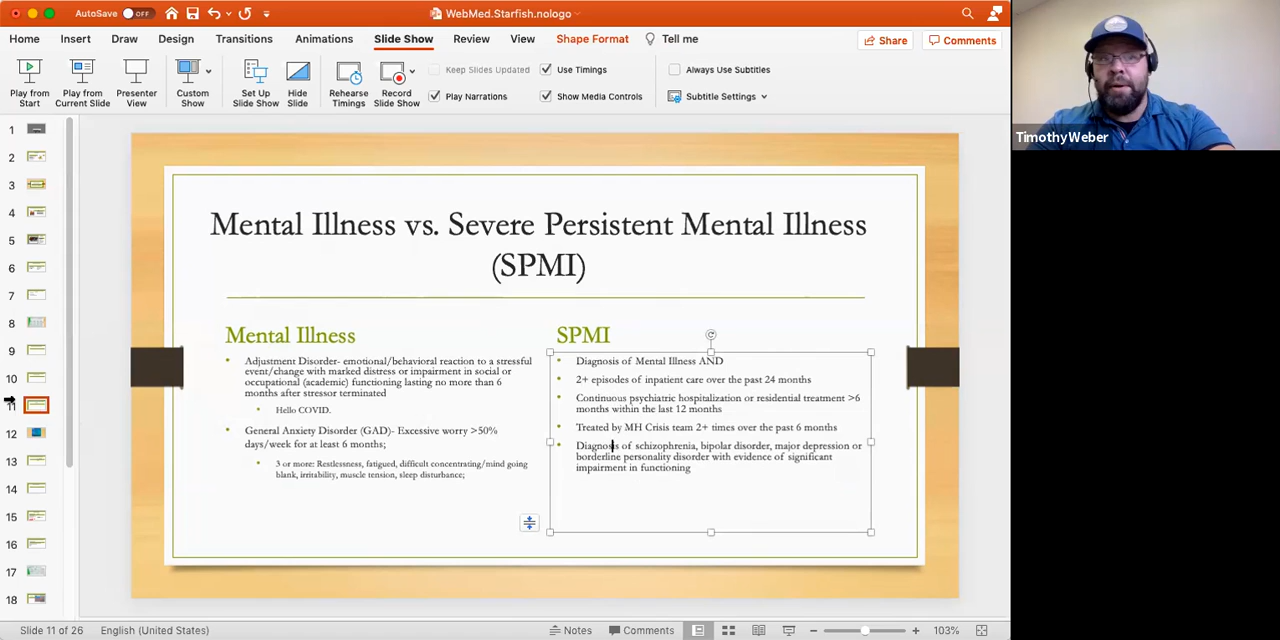 AutoSave OFF
WebMed.Starfish.nologo
Home Insert Draw Design Transitions Animations Slide Show Review View Shape Format Tell me
Share Comments
Play from Start
Play from Current Slide
Presenter View
Custom Show
Set Up Slide Show
Hide Slide
Rehearse Timings
Record Slide Show
Keep Slides Updated
Play Narrations
Use Timings
Show Media Controls
Always Use Subtitles
Subtitle Settings
Timothy Weber
1
2
3
4
5
6
7
8
9
10
11
12
13
14
15
16
17
18
Mental Illness vs. Severe Persistent Mental Illness
(SPMI)
Mental Illness
• Adjustment Disorder- emotional/behavioral reaction to a stressful
event/change with marked distress or impairment in social or
occupational (academic) functioning lasting no more than 6
months after stressor terminated
• Hello COVID.
• General Anxiety Disorder (GAD)- Excessive worry >50%
days/week for at least 6 months;
• 3 or more: Restlessness, fatigued, difficult concentrating/mind going
blank, irritability, muscle tension, sleep disturbance;
SPMI
• Diagnosis of Mental Illness AND
• 2+ episodes of inpatient care over the past 24 months
• Continuous psychiatric hospitalization or residential treatment >6
months within the last 12 months
• Treated by MH Crisis team 2+ times over the past 6 months
• Diagnosis of schizophrenia, bipolar disorder, major depression or
borderline personality disorder with evidence of significant
impairment in functioning
Slide 11 of 26 English (United States) Notes Comments 103%